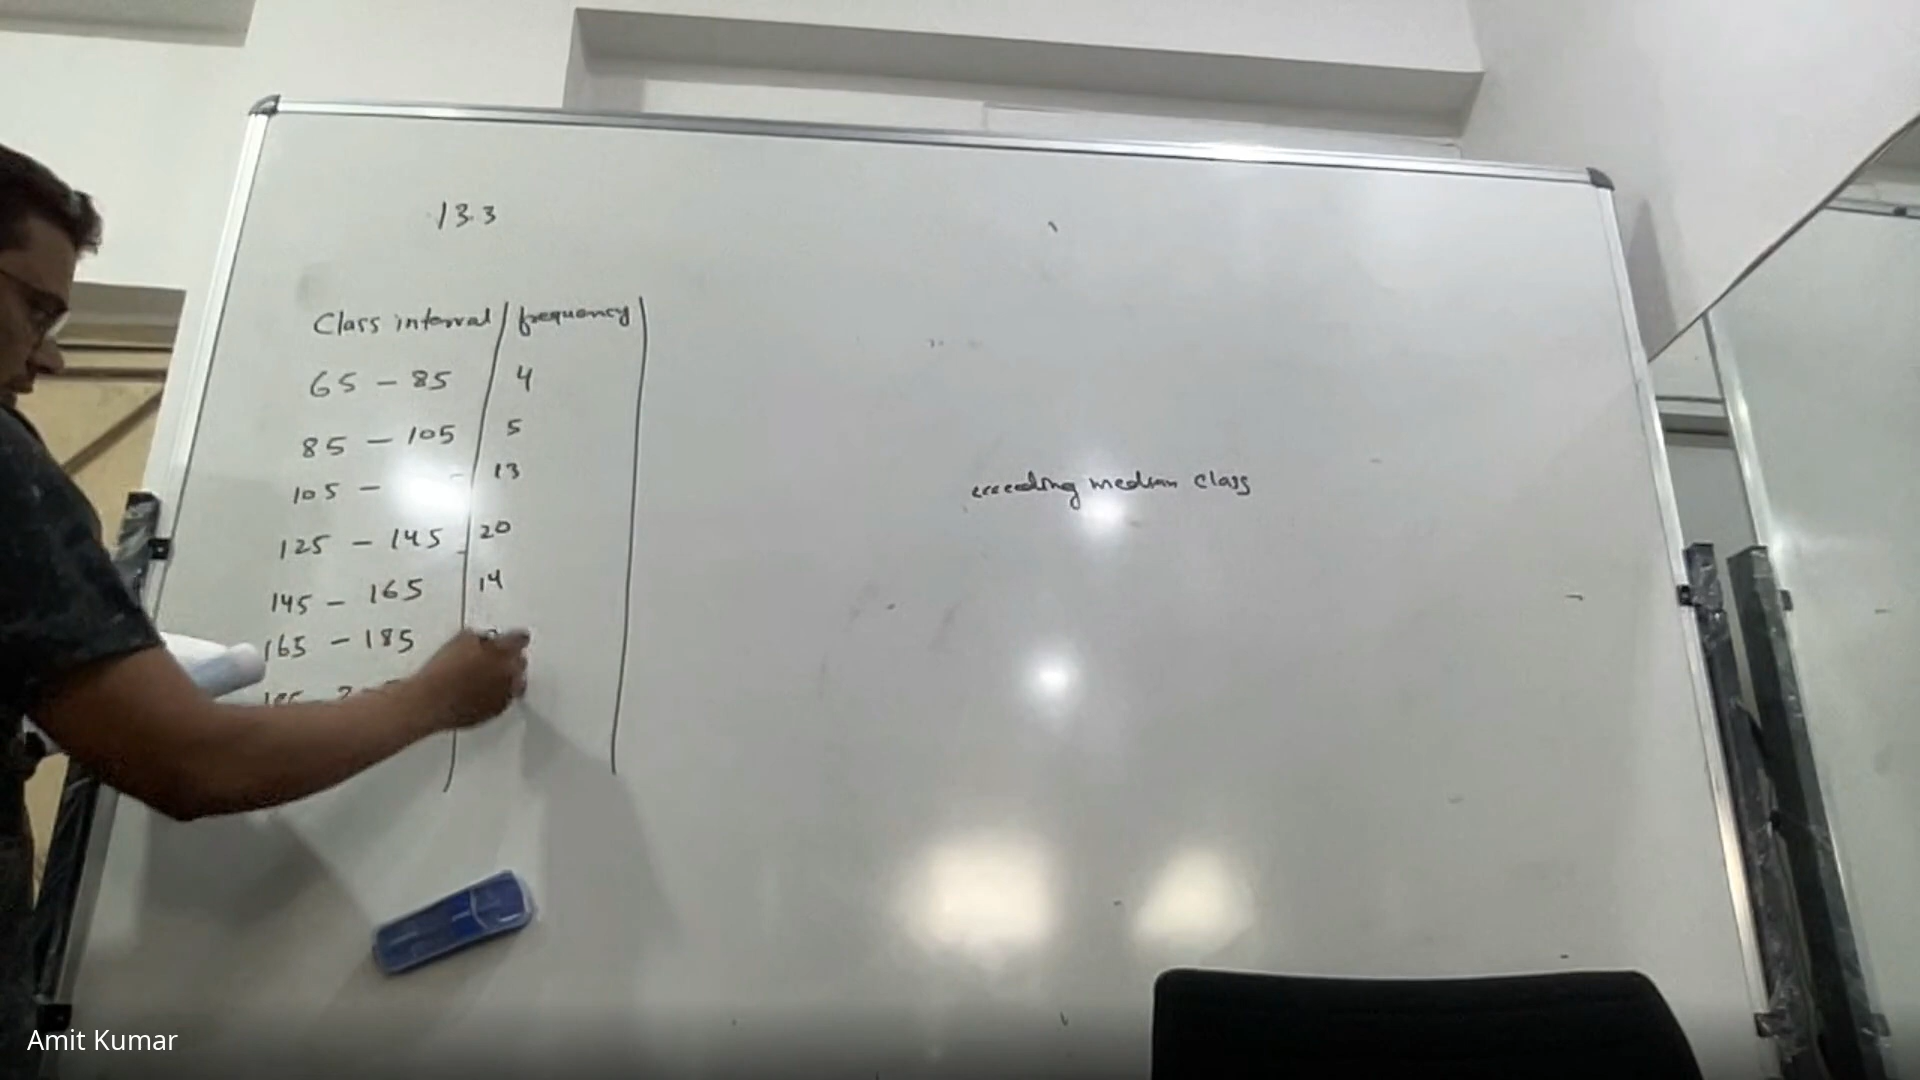 13.3
Class interval frequency
65 - 85 4
85 - 105 5
105 - 13
125 - 145 20
145 - 165 14
165 - 185
median class
Amit Kumar